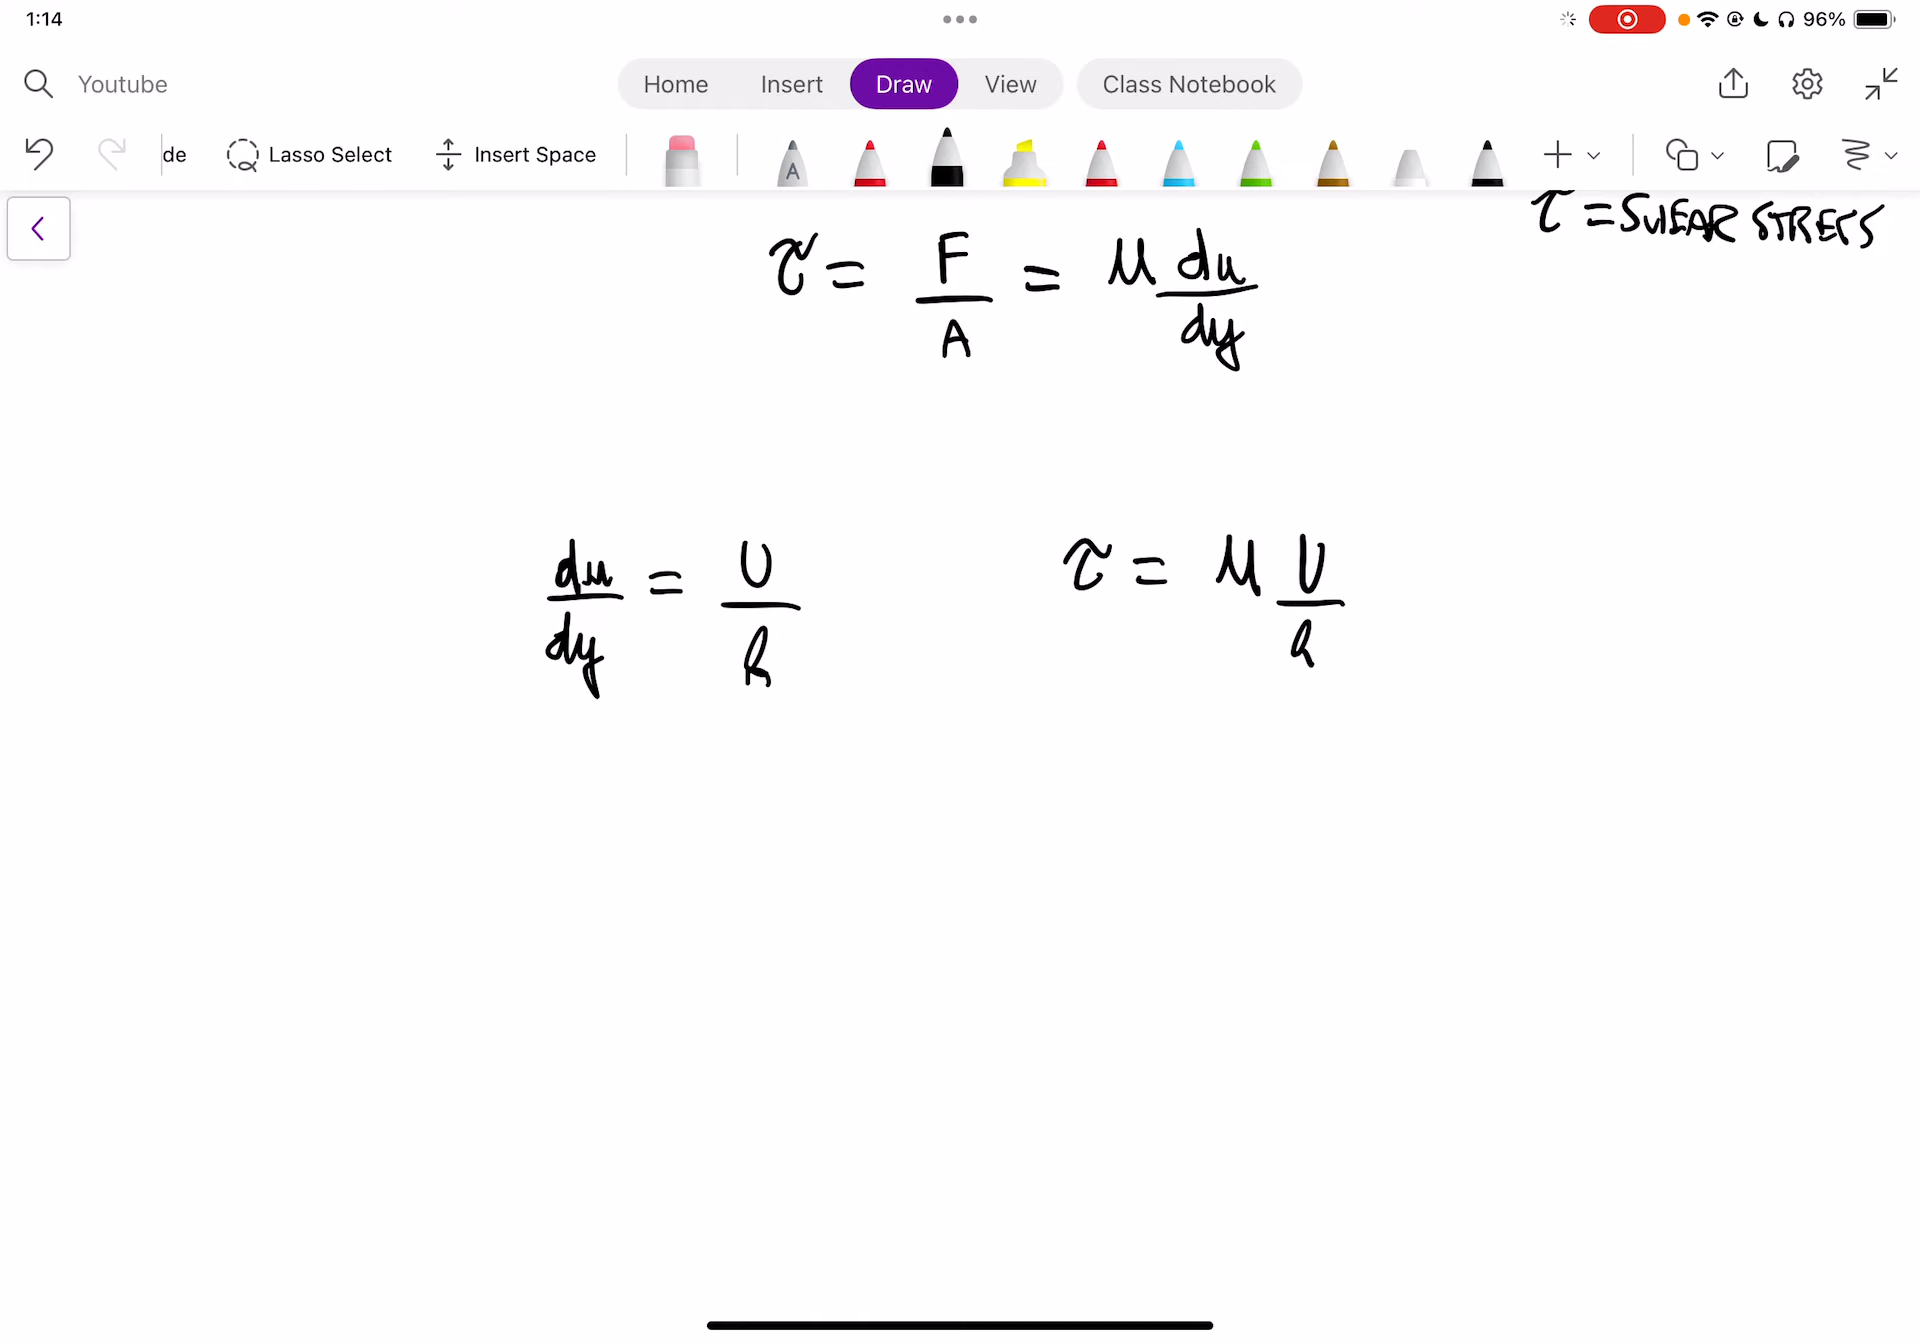 1:14
96%
Youtube
Home Insert Draw View Class Notebook
de Lasso Select Insert Space A
τ = SHEAR STRESS
τ = F/A = μ du/dy
du/dy = U/h
τ = μ U/h